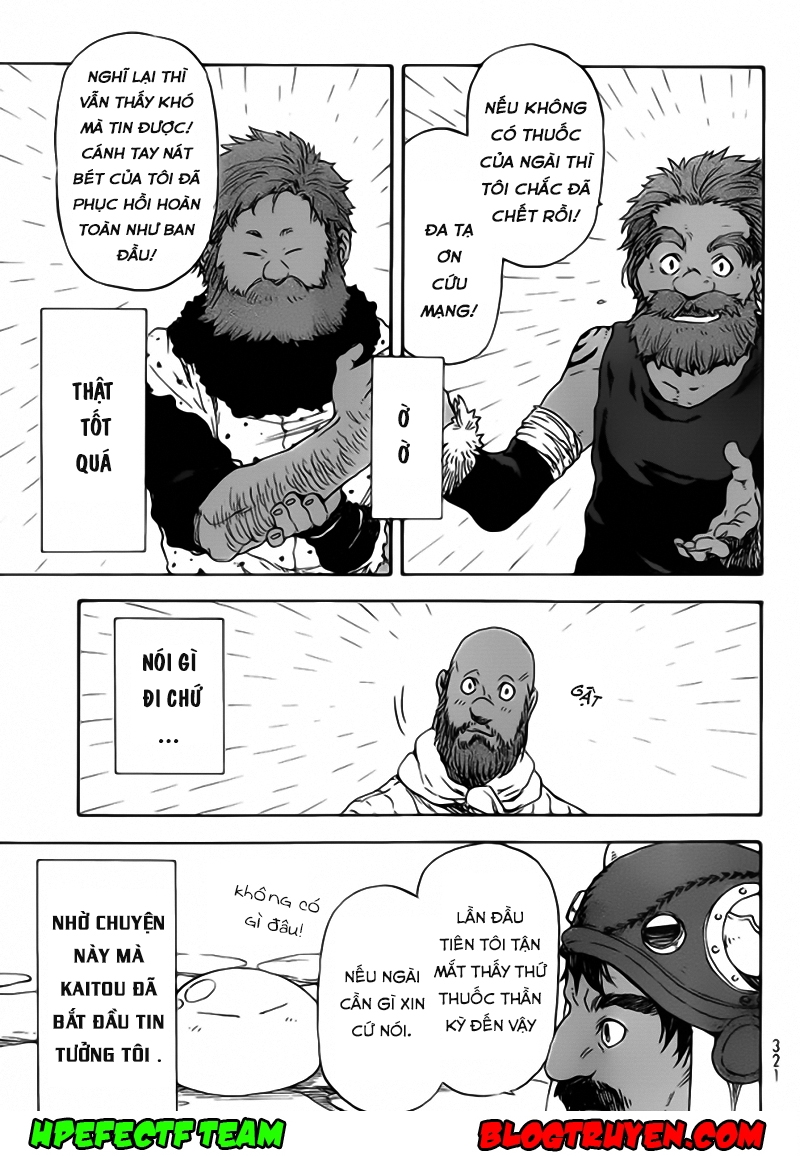 NẾU KHÔNG
CÓ THUỐC
CỦA NGÀI THÌ
TÔI CHẮC ĐÃ
CHẾT RỒI!
ĐA TẠ
ƠN
CỨU
MẠNG!
Ờ
Ờ
NGHĨ LẠI THÌ
VẪN THẤY KHÓ
MÀ TIN ĐƯỢC!
CÁNH TAY NÁT
BÉT CỦA TÔI ĐÃ
PHỤC HỒI HOÀN
TOÀN NHƯ BAN
ĐẦU!
THẬT
TỐT
QUÁ
GẬT
NÓI GÌ
ĐI CHỨ
...
LẦN ĐẦU
TIÊN TÔI TẬN
MẮT THẤY THỨ
THUỐC THẦN
KỲ ĐẾN VẬY
NẾU NGÀI
CẦN GÌ XIN
CỨ NÓI.
không có
gì đâu!
NHỜ CHUYỆN
NÀY MÀ
KAITOU ĐÃ
BẮT ĐẦU TIN
TƯỞNG TÔI .
321
HPEFECTF TEAM
BLOGTRUYEN.COM